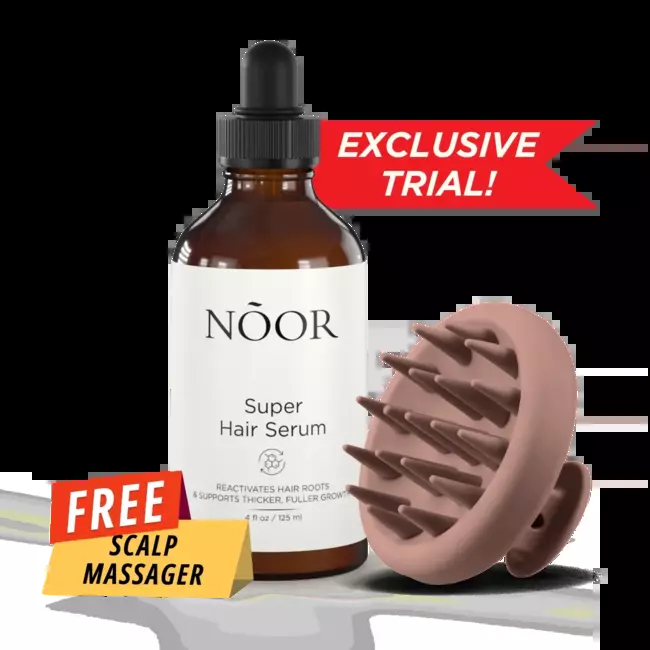 EXCLUSIVE
TRIAL!
NÕOR
Super
Hair Serum
REACTIVATES HAIR ROOTS
& SUPPORTS THICKER, FULLER GROWTH
4 fl oz / 125 ml
FREE
SCALP
MASSAGER